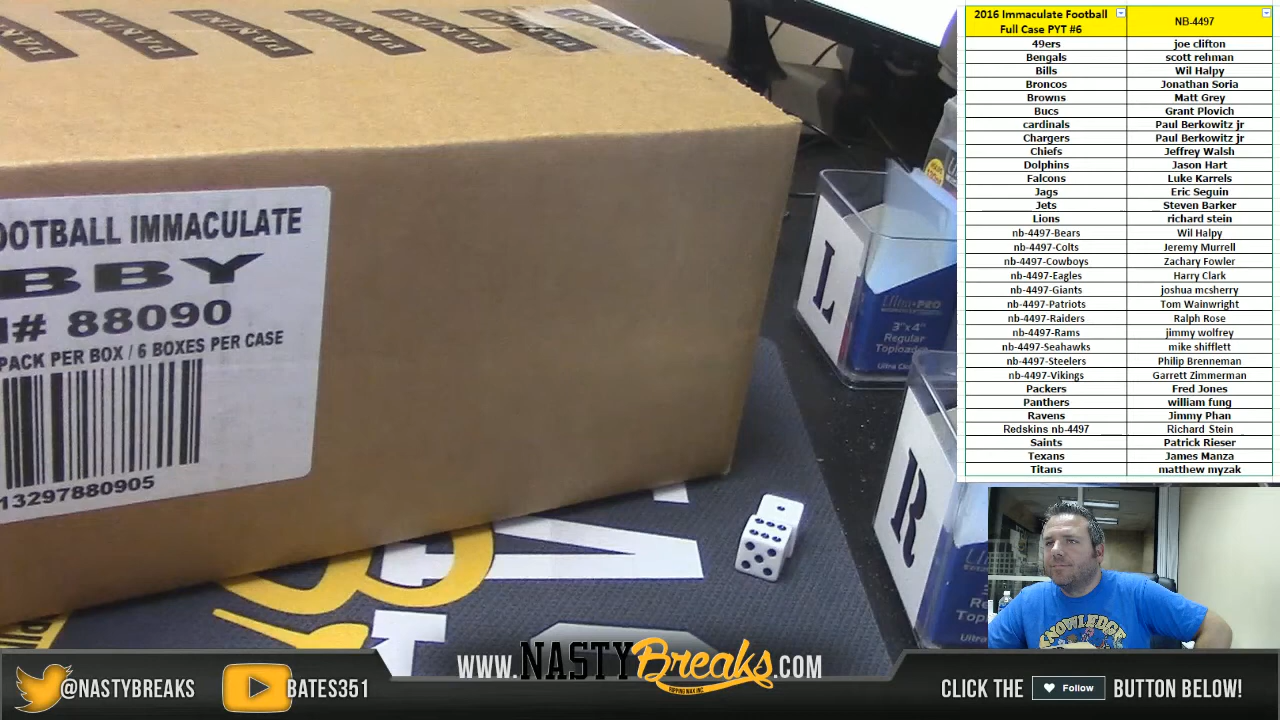 PANINI PANINI PANINI PANINI PANINI PANINI
OOTBALL IMMACULATE
BBY
# 88090
PACK PER BOX / 6 BOXES PER CASE
13297880905
L
ULTRA·PRO
3"x4"
Regular
Toploade
R
2016 Immaculate Football
Full Case PYT #6
NB-4497
49ers joe clifton
Bengals scott rehman
Bills Wil Halpy
Broncos Jonathan Soria
Browns Matt Grey
Bucs Grant Plovich
cardinals Paul Berkowitz jr
Chargers Paul Berkowitz jr
Chiefs Jeffrey Walsh
Dolphins Jason Hart
Falcons Luke Karrels
Jags Eric Seguin
Jets Steven Barker
Lions richard stein
nb-4497-Bears Wil Halpy
nb-4497-Colts Jeremy Murrell
nb-4497-Cowboys Zachary Fowler
nb-4497-Eagles Harry Clark
nb-4497-Giants joshua mcsherry
nb-4497-Patriots Tom Wainwright
nb-4497-Raiders Ralph Rose
nb-4497-Rams jimmy wolfrey
nb-4497-Seahawks mike shifflett
nb-4497-Steelers Philip Brenneman
nb-4497-Vikings Garrett Zimmerman
Packers Fred Jones
Panthers william fung
Ravens Jimmy Phan
Redskins nb-4497 Richard Stein
Saints Patrick Rieser
Texans James Manza
Titans matthew myzak
KNOWLEDGE
@NASTYBREAKS
BATES351
WWW.NASTYBreaks.COM
RIPPING WAX INC.
CLICK THE Follow BUTTON BELOW!